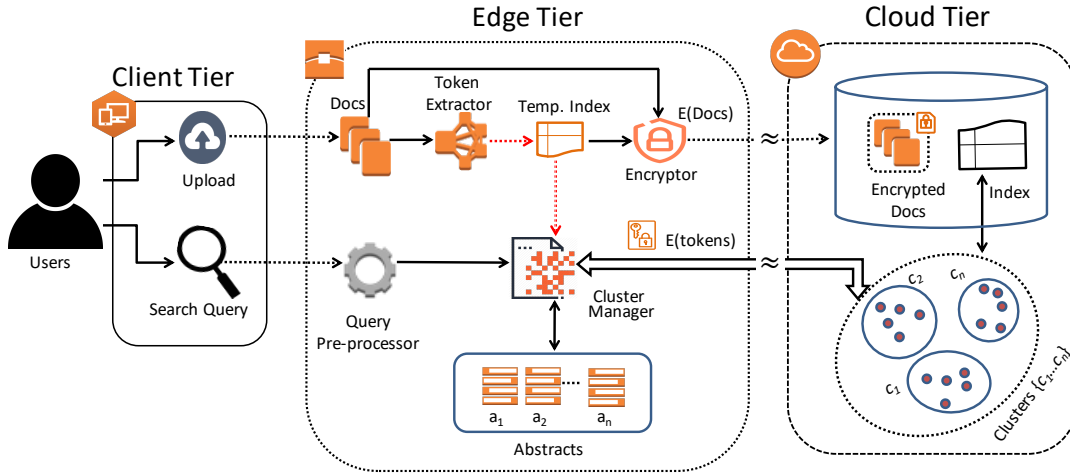 Edge Tier
Cloud Tier
Client Tier
Docs
Token
Extractor
Temp. Index
E(Docs)
Encryptor
Upload
Encrypted
Docs
Index
Users
Search Query
Query
Pre-processor
E(tokens)
Cluster
Manager
c2
cn
c1
Clusters {c1..cn}
a1
a2
an
Abstracts